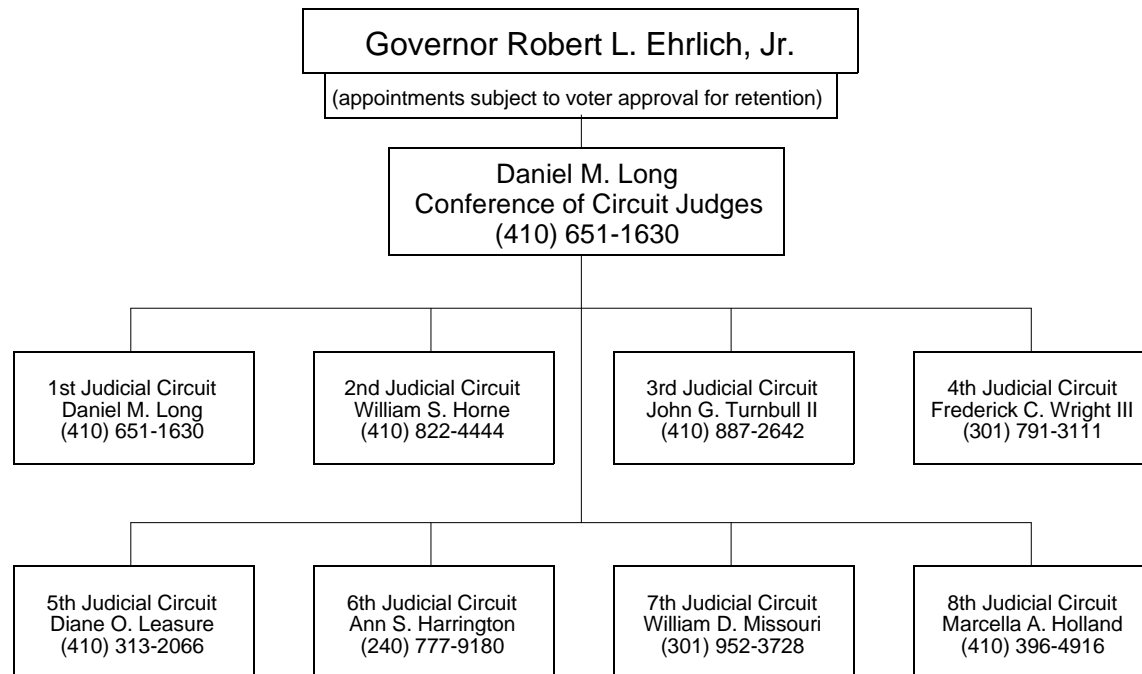 Governor Robert L. Ehrlich, Jr.
(appointments subject to voter approval for retention)
Daniel M. Long
Conference of Circuit Judges
(410) 651-1630
1st Judicial Circuit
Daniel M. Long
(410) 651-1630
2nd Judicial Circuit
William S. Horne
(410) 822-4444
3rd Judicial Circuit
John G. Turnbull II
(410) 887-2642
4th Judicial Circuit
Frederick C. Wright III
(301) 791-3111
5th Judicial Circuit
Diane O. Leasure
(410) 313-2066
6th Judicial Circuit
Ann S. Harrington
(240) 777-9180
7th Judicial Circuit
William D. Missouri
(301) 952-3728
8th Judicial Circuit
Marcella A. Holland
(410) 396-4916